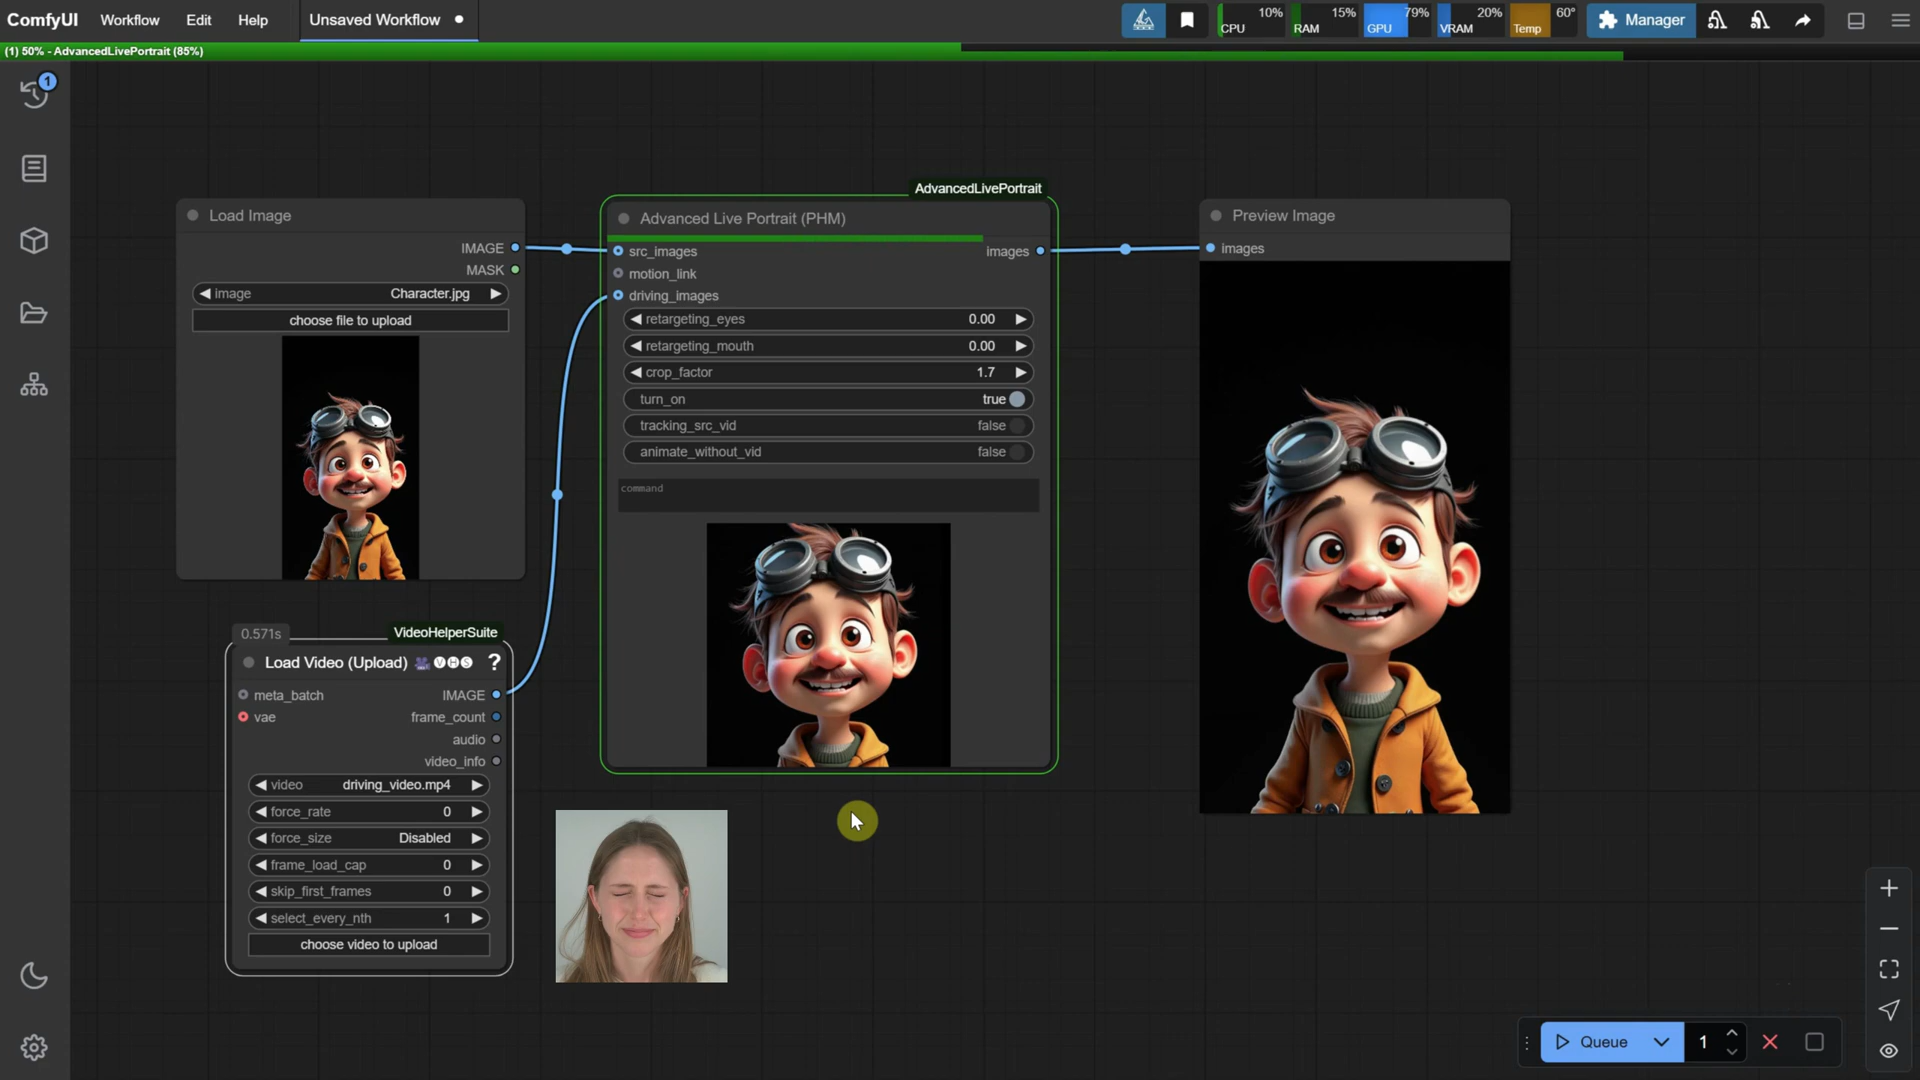 ComfyUI
Workflow
Edit
Help
Unsaved Workflow
CPU 10%
RAM 15%
GPU 79%
VRAM 20%
Temp 60°
Manager
(1) 50% - AdvancedLivePortrait (85%)
1
Load Image
IMAGE
MASK
image Character.jpg
choose file to upload
AdvancedLivePortrait
Advanced Live Portrait (PHM)
src_images images
motion_link
driving_images
retargeting_eyes 0.00
retargeting_mouth 0.00
crop_factor 1.7
turn_on true
tracking_src_vid false
animate_without_vid false
command
Preview Image
images
0.571s
VideoHelperSuite
Load Video (Upload) VHS ?
meta_batch IMAGE
vae frame_count
audio
video_info
video driving_video.mp4
force_rate 0
force_size Disabled
frame_load_cap 0
skip_first_frames 0
select_every_nth 1
choose video to upload
Queue 1